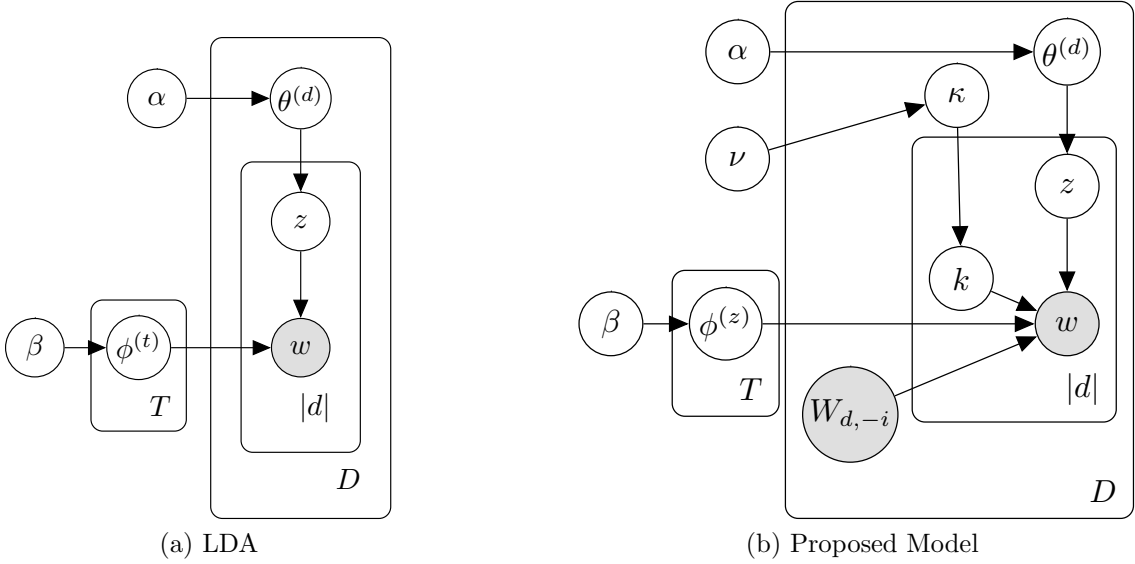 α
θ^(d)
z
β
φ^(t)
w
T
|d|
D
(a) LDA
α
θ^(d)
κ
ν
z
k
β
φ^(z)
w
T
|d|
W_{d,−i}
D
(b) Proposed Model